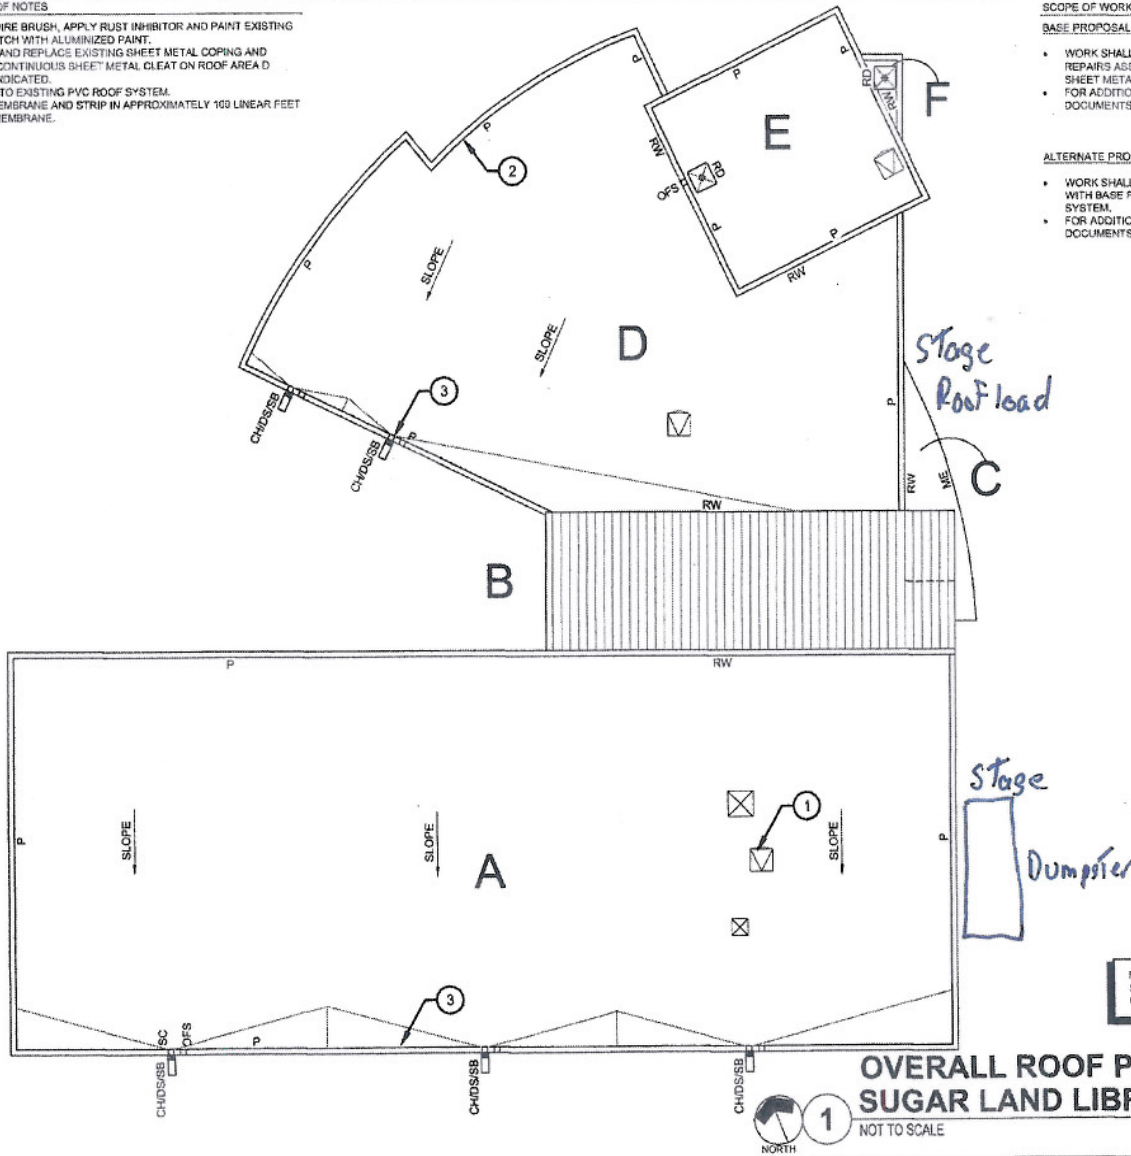 OF NOTES
IRE BRUSH, APPLY RUST INHIBITOR AND PAINT EXISTING
TCH WITH ALUMINIZED PAINT.
AND REPLACE EXISTING SHEET METAL COPING AND
CONTINUOUS SHEET METAL CLEAT ON ROOF AREA D
NDICATED.
TO EXISTING PVC ROOF SYSTEM.
EMBRANE AND STRIP IN APPROXIMATELY 100 LINEAR FEET
EMBRANE.
SCOPE OF WORK
BASE PROPOSAL
• WORK SHALL
REPAIRS ASS
SHEET META
• FOR ADDITIO
DOCUMENTS
ALTERNATE PRO
• WORK SHALL
WITH BASE P
SYSTEM.
• FOR ADDITIO
DOCUMENTS
P
P
P
RD
RW
F
E
P
2
RW
RD
OFS
P
P
RW
P
SLOPE
SLOPE
D
Stage
Roof load
3
CH/DS/SB
CH/DS/SB
P
P
RW
ME
C
RW
B
P
RW
P
SLOPE
SLOPE
A
1
SLOPE
P
Stage
Dumpster
3
SC
OFS
P
CH/DS/SB
CH/DS/SB
CH/DS/SB
OVERALL ROOF P
SUGAR LAND LIBR
1
NOT TO SCALE
NORTH